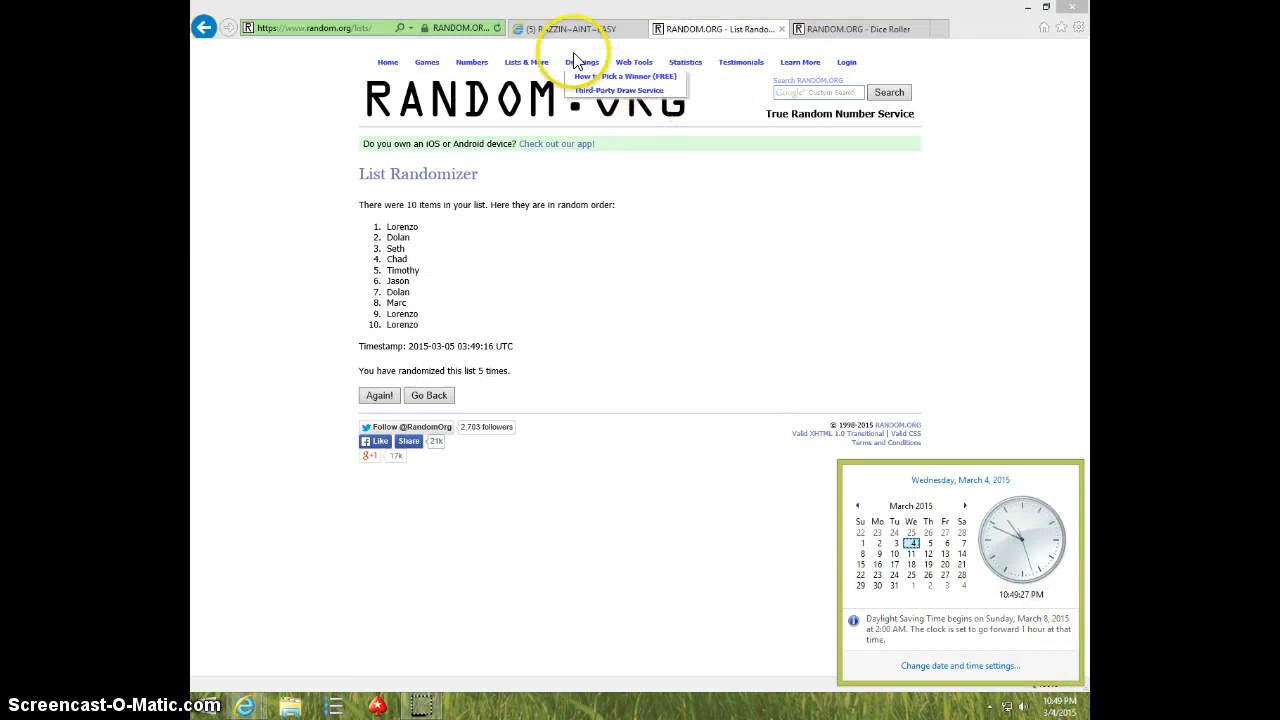 https://www.random.org/lists/
RANDOM.OR...
(5) RAZZIN~AINT~EASY
RANDOM.ORG - List Rando...
RANDOM.ORG - Dice Roller
Home Games Numbers Lists & More Drawings Web Tools Statistics Testimonials Learn More Login
How to Pick a Winner (FREE)
Third-Party Draw Service
RANDOM.ORG
Search RANDOM.ORG
Google Custom Search
Search
True Random Number Service
Do you own an iOS or Android device? Check out our app!
List Randomizer
There were 10 items in your list. Here they are in random order:
1. Lorenzo
2. Dolan
3. Seth
4. Chad
5. Timothy
6. Jason
7. Dolan
8. Marc
9. Lorenzo
10. Lorenzo
Timestamp: 2015-03-05 03:49:16 UTC
You have randomized this list 5 times.
Again! Go Back
Follow @RandomOrg 2,703 followers
Like Share 21k
g+1 17k
© 1998-2015 RANDOM.ORG
Valid XHTML 1.0 Transitional | Valid CSS
Terms and Conditions
Wednesday, March 4, 2015
March 2015
Su Mo Tu We Th Fr Sa
22 23 24 25 26 27 28
1 2 3 4 5 6 7
8 9 10 11 12 13 14
15 16 17 18 19 20 21
22 23 24 25 26 27 28
29 30 31 1 2 3 4
10:49:27 PM
Daylight Saving Time begins on Sunday, March 8, 2015
at 2:00 AM. The clock is set to go forward 1 hour at that
time.
Change date and time settings...
10:49 PM
3/4/2015
Screencast-O-Matic.com